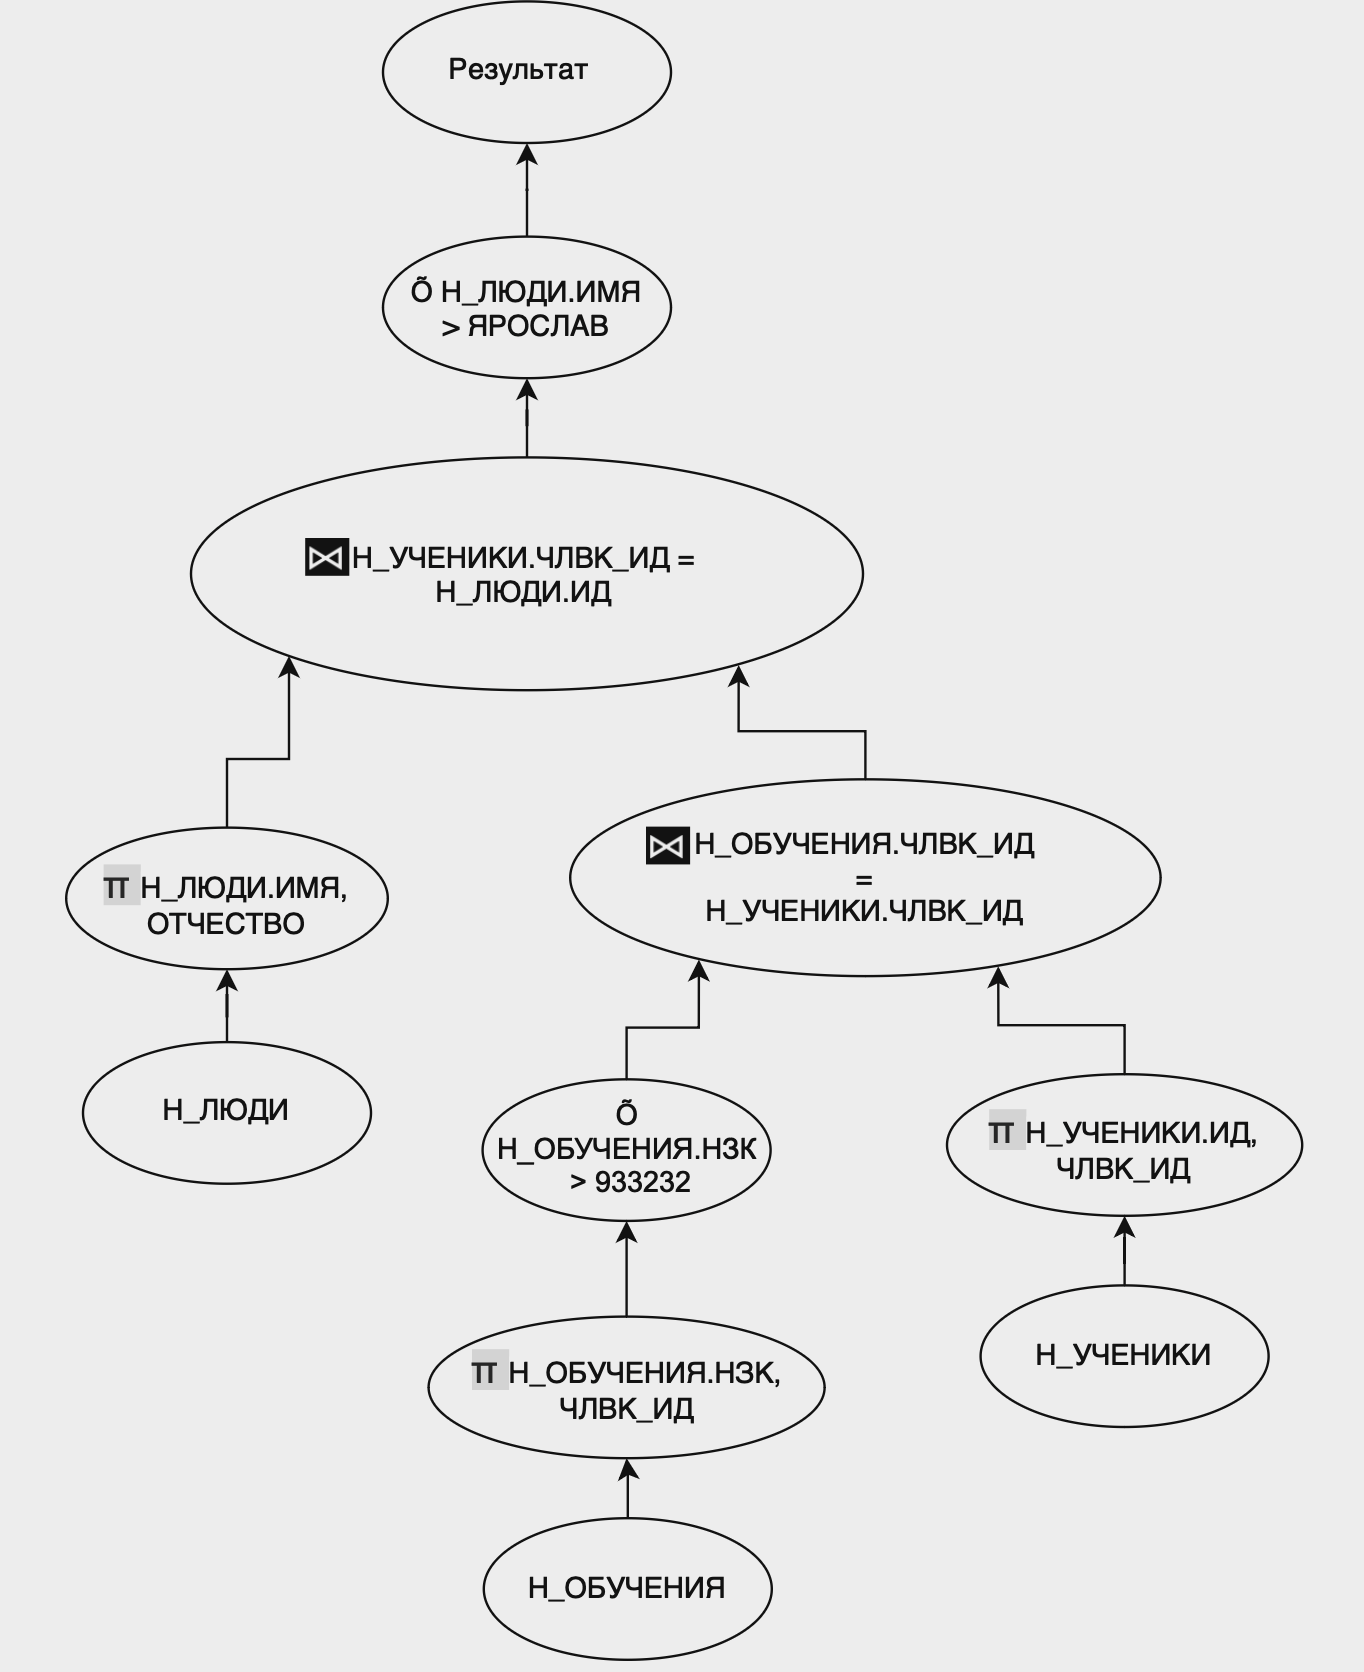 Результат
Õ Н_ЛЮДИ.ИМЯ
> ЯРОСЛАВ
⋈ Н_УЧЕНИКИ.ЧЛВК_ИД =
Н_ЛЮДИ.ИД
⋈ Н_ОБУЧЕНИЯ.ЧЛВК_ИД
=
Н_УЧЕНИКИ.ЧЛВК_ИД
π Н_ЛЮДИ.ИМЯ,
ОТЧЕСТВО
Н_ЛЮДИ
Õ
Н_ОБУЧЕНИЯ.НЗК
> 933232
π Н_УЧЕНИКИ.ИД,
ЧЛВК_ИД
Н_УЧЕНИКИ
π Н_ОБУЧЕНИЯ.НЗК,
ЧЛВК_ИД
Н_ОБУЧЕНИЯ